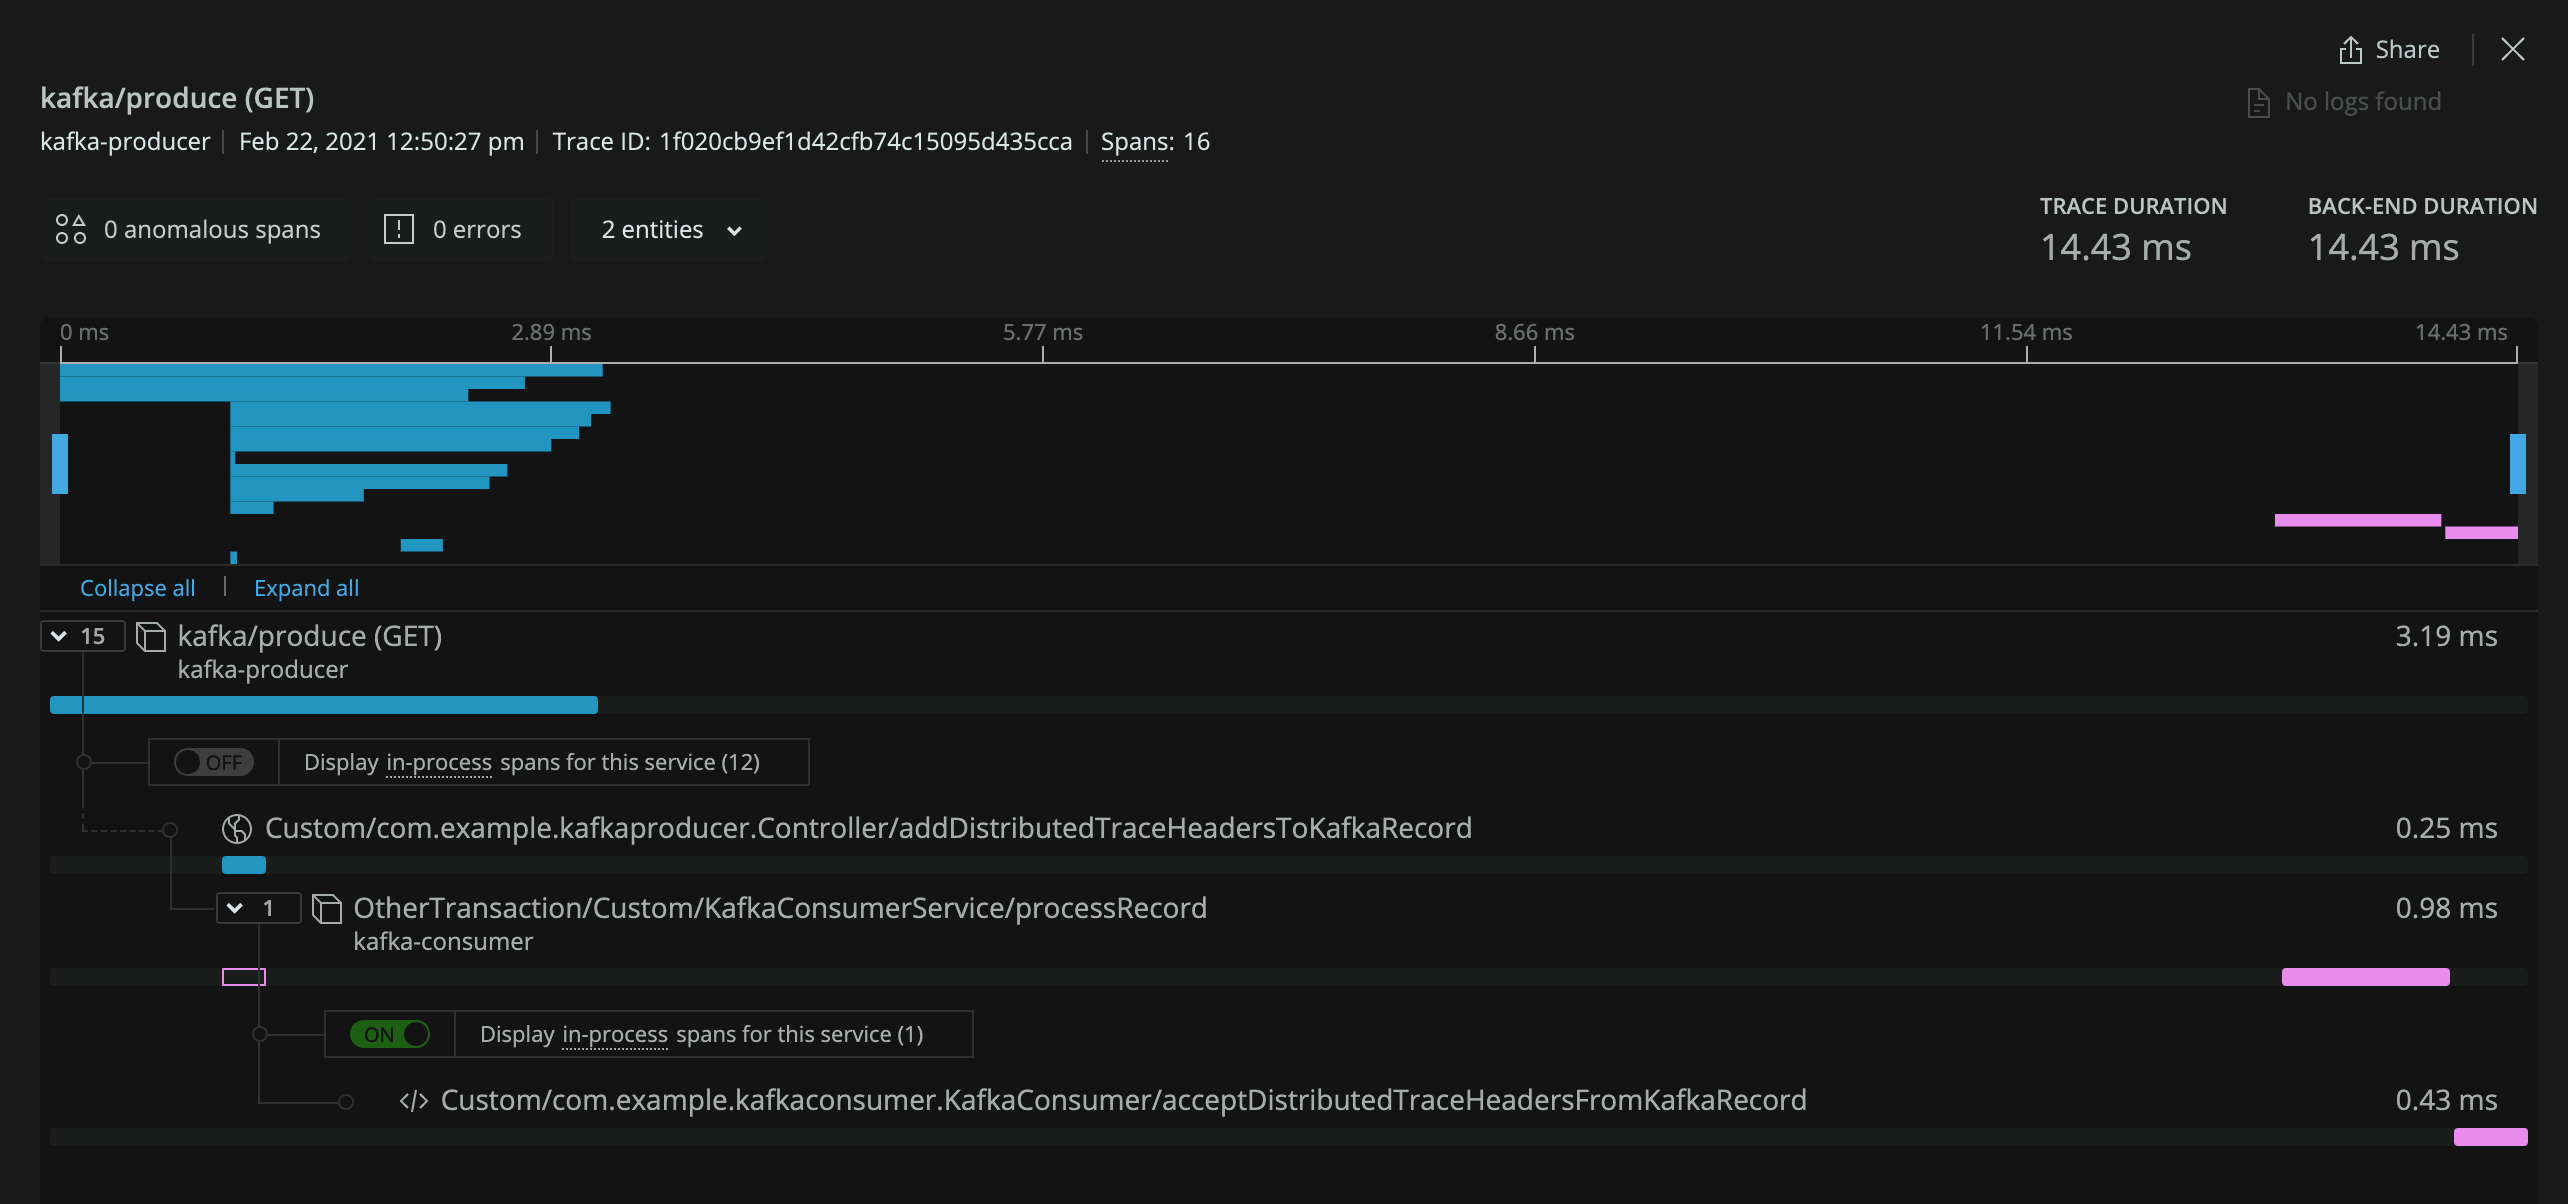 Share
kafka/produce (GET)
No logs found
kafka-producer | Feb 22, 2021 12:50:27 pm | Trace ID: 1f020cb9ef1d42cfb74c15095d435cca | Spans: 16
0 anomalous spans
0 errors
2 entities
TRACE DURATION
14.43 ms
BACK-END DURATION
14.43 ms
0 ms 2.89 ms 5.77 ms 8.66 ms 11.54 ms 14.43 ms
Collapse all | Expand all
15 kafka/produce (GET) 3.19 ms
kafka-producer
OFF Display in-process spans for this service (12)
Custom/com.example.kafkaproducer.Controller/addDistributedTraceHeadersToKafkaRecord 0.25 ms
1 OtherTransaction/Custom/KafkaConsumerService/processRecord 0.98 ms
kafka-consumer
ON Display in-process spans for this service (1)
</> Custom/com.example.kafkaconsumer.KafkaConsumer/acceptDistributedTraceHeadersFromKafkaRecord 0.43 ms